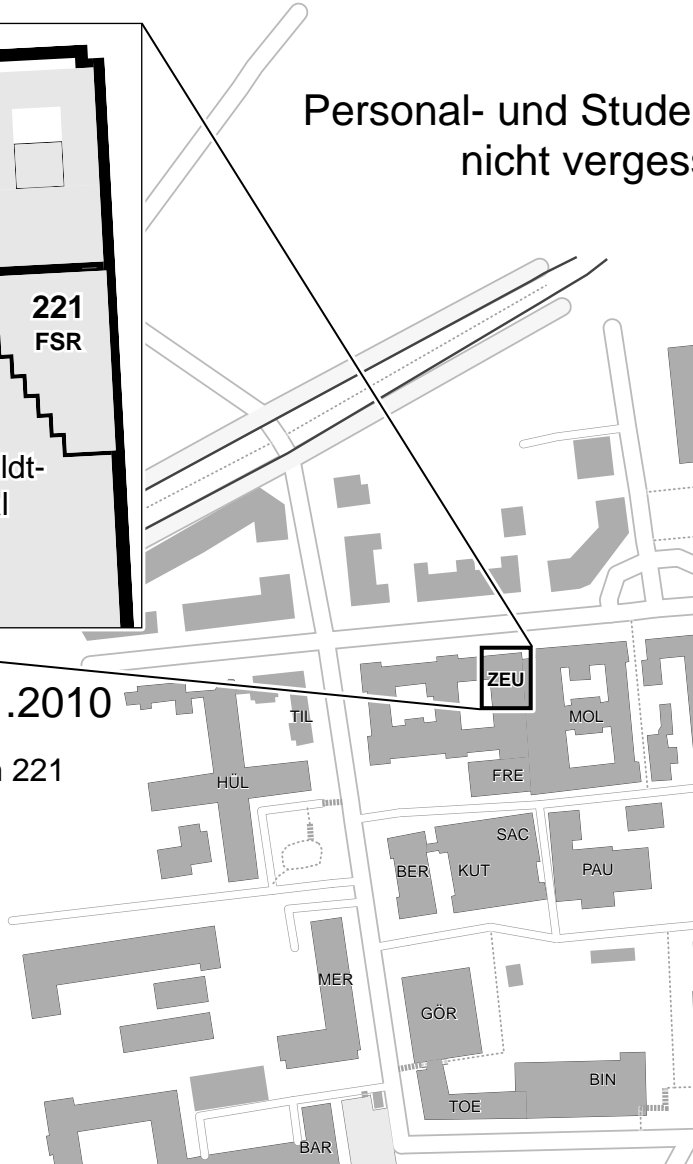 Personal- und Stude
nicht vergess
221
FSR
ldt-
.2010
221
ZEU
TIL
MOL
HÜL
FRE
SAC
BER
KUT
PAU
MER
GÖR
BIN
TOE
BAR